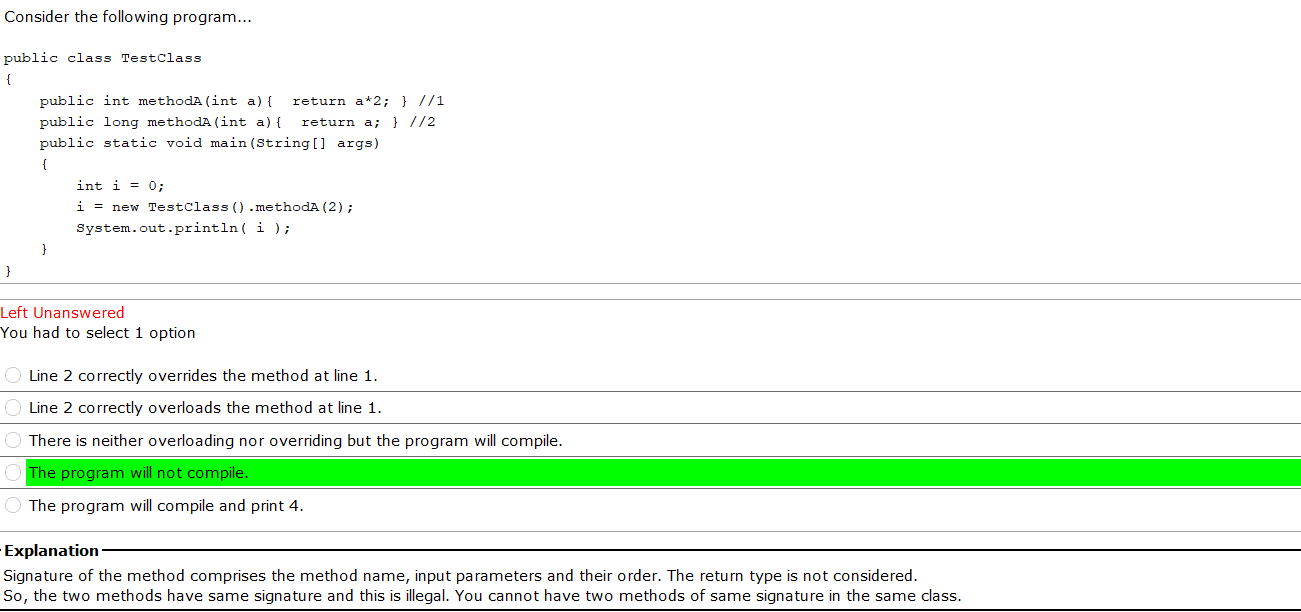 Consider the following program...
public class TestClass
{
    public int methodA(int a){  return a*2; } //1
    public long methodA(int a){  return a; } //2
    public static void main(String[] args)
    {
        int i = 0;
        i = new TestClass().methodA(2);
        System.out.println( i );
    }
}
Left Unanswered
You had to select 1 option
Line 2 correctly overrides the method at line 1.
Line 2 correctly overloads the method at line 1.
There is neither overloading nor overriding but the program will compile.
The program will not compile.
The program will compile and print 4.
Explanation
Signature of the method comprises the method name, input parameters and their order. The return type is not considered.
So, the two methods have same signature and this is illegal. You cannot have two methods of same signature in the same class.